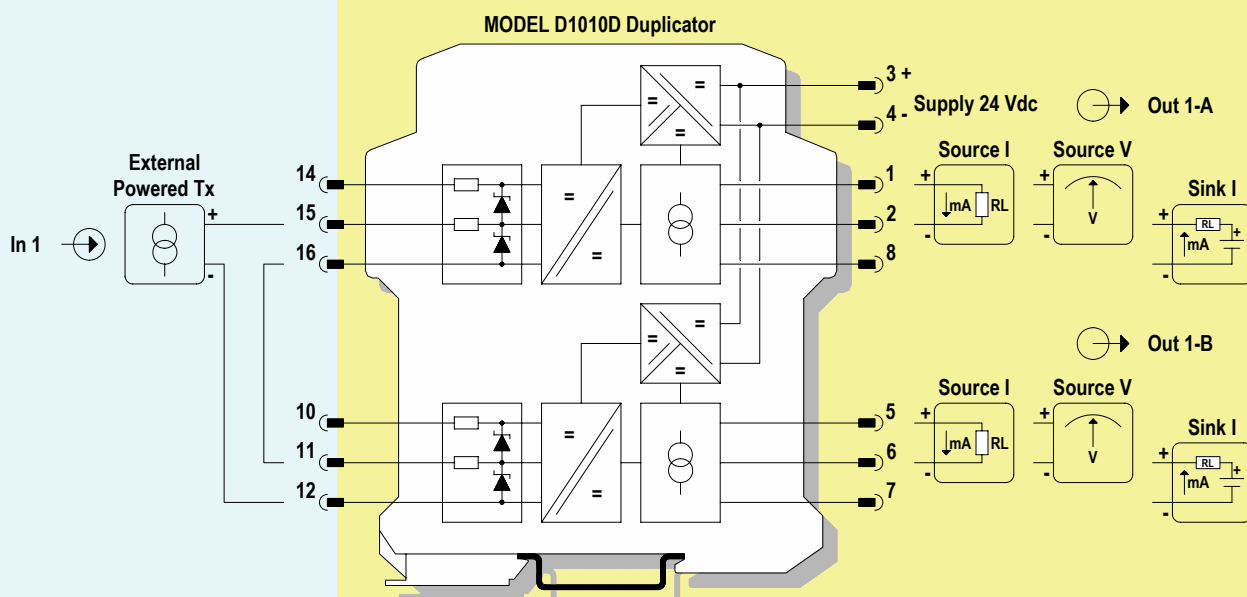 MODEL D1010D Duplicator
3 +
4 -
Supply 24 Vdc
Out 1-A
External
Powered Tx
+
-
In 1
14
15
16
=
=
=
=
=
1
2
8
Source I
+
-
mA
RL
Source V
+
-
V
Sink I
+
-
RL
mA
+
=
=
=
Out 1-B
10
11
12
=
=
5
6
7
Source I
+
-
mA
RL
Source V
+
-
V
Sink I
+
-
RL
mA
+